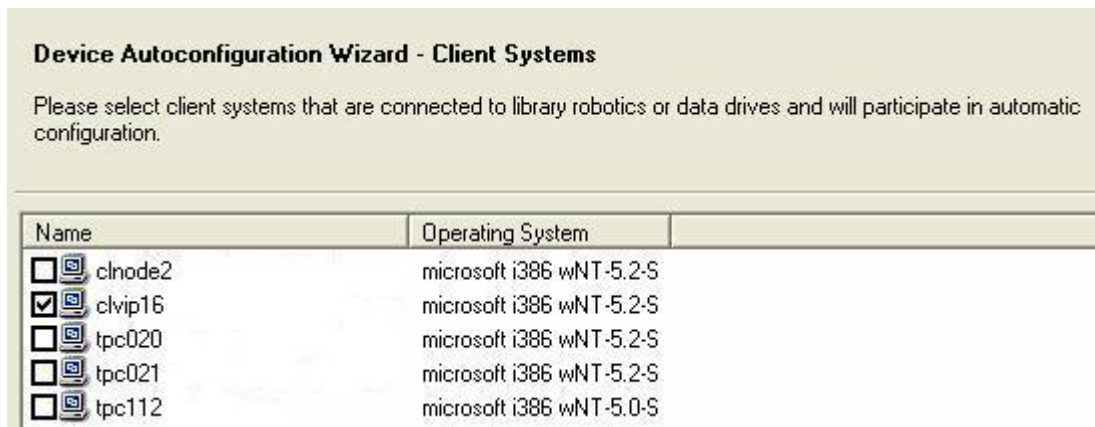 Device Autoconfiguration Wizard - Client Systems
Please select client systems that are connected to library robotics or data drives and will participate in automatic
configuration.
Name Operating System
clnode2 microsoft i386 wNT-5.2-S
clvip16 microsoft i386 wNT-5.2-S
tpc020 microsoft i386 wNT-5.2-S
tpc021 microsoft i386 wNT-5.2-S
tpc112 microsoft i386 wNT-5.0-S